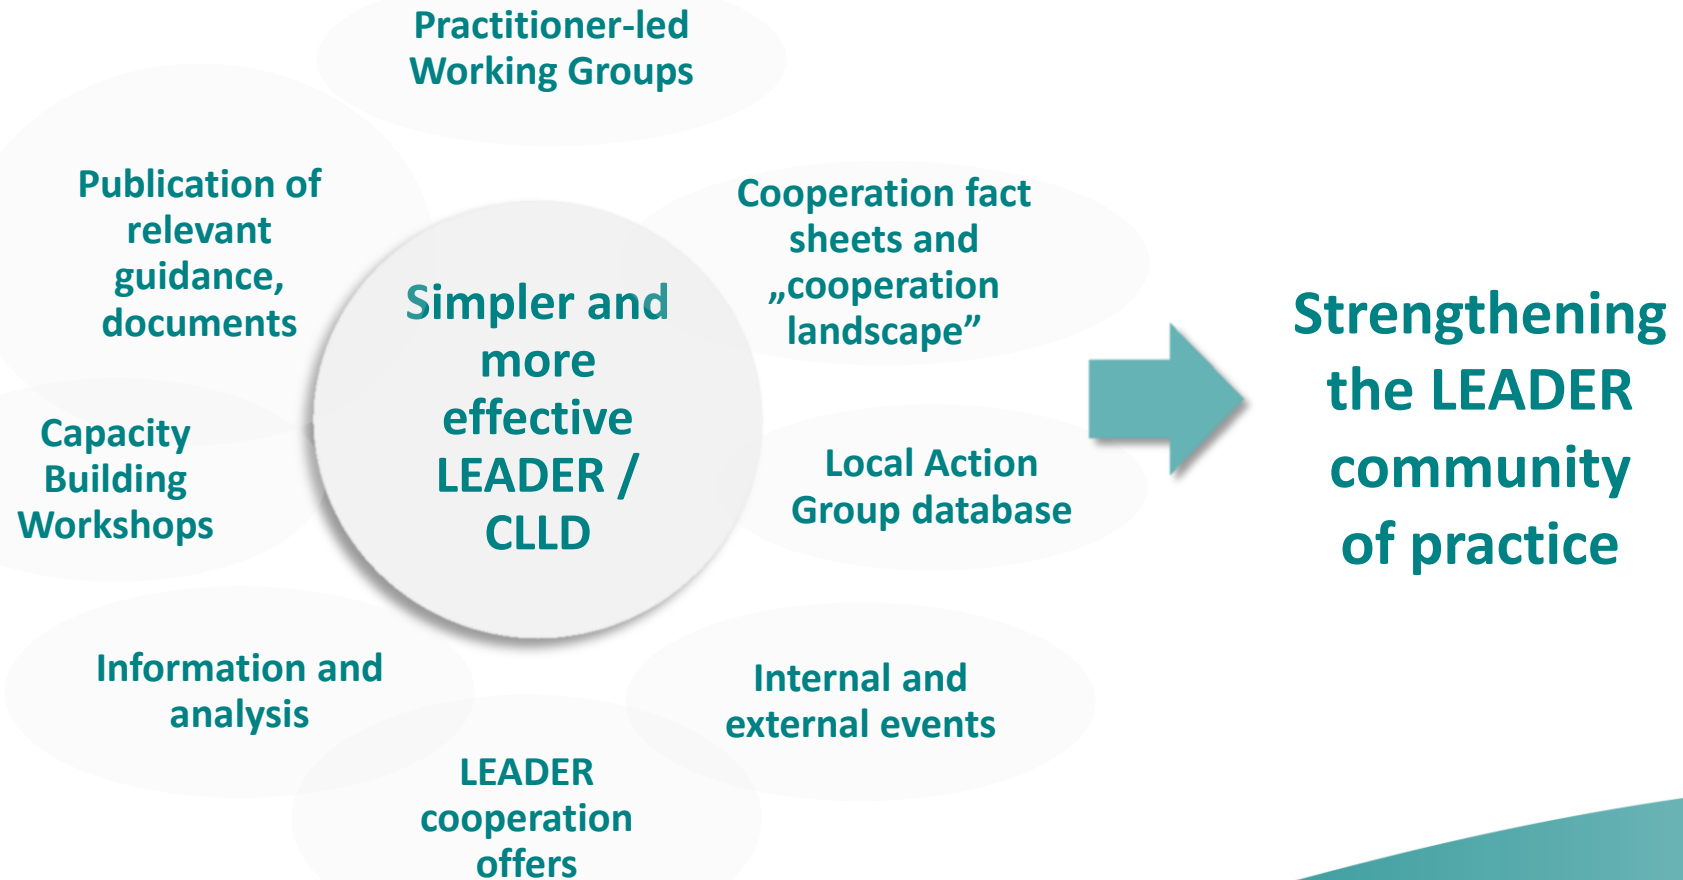 Practitioner-led
Working Groups
Publication of
relevant
guidance,
documents
Cooperation fact
sheets and
„cooperation
landscape”
Simpler and
more
effective
LEADER /
CLLD
Strengthening
the LEADER
community
of practice
Capacity
Building
Workshops
Local Action
Group database
Information and
analysis
Internal and
external events
LEADER
cooperation
offers